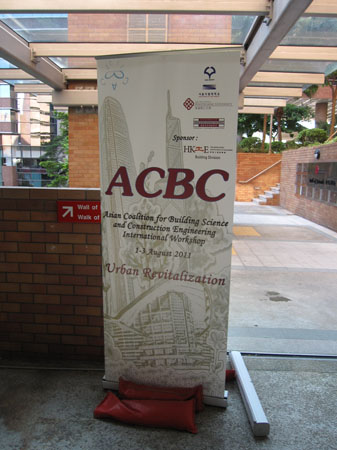 Sponsor :
HKIE
Building Division
ACBC
Asian Coalition for Building Science
and Construction Engineering
International Workshop
1-3 August 2011
Urban Revitalization
Wall of
Walk of